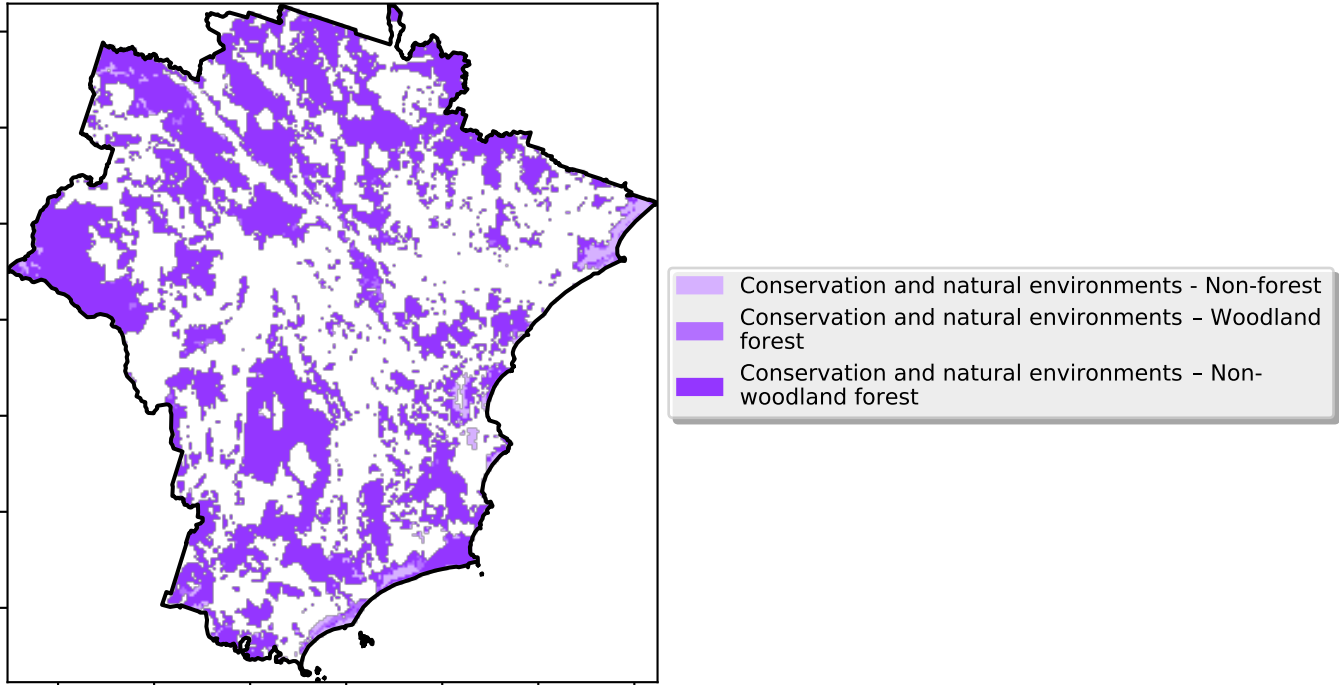 Conservation and natural environments - Non-forest
Conservation and natural environments – Woodland
forest
Conservation and natural environments – Non-
woodland forest